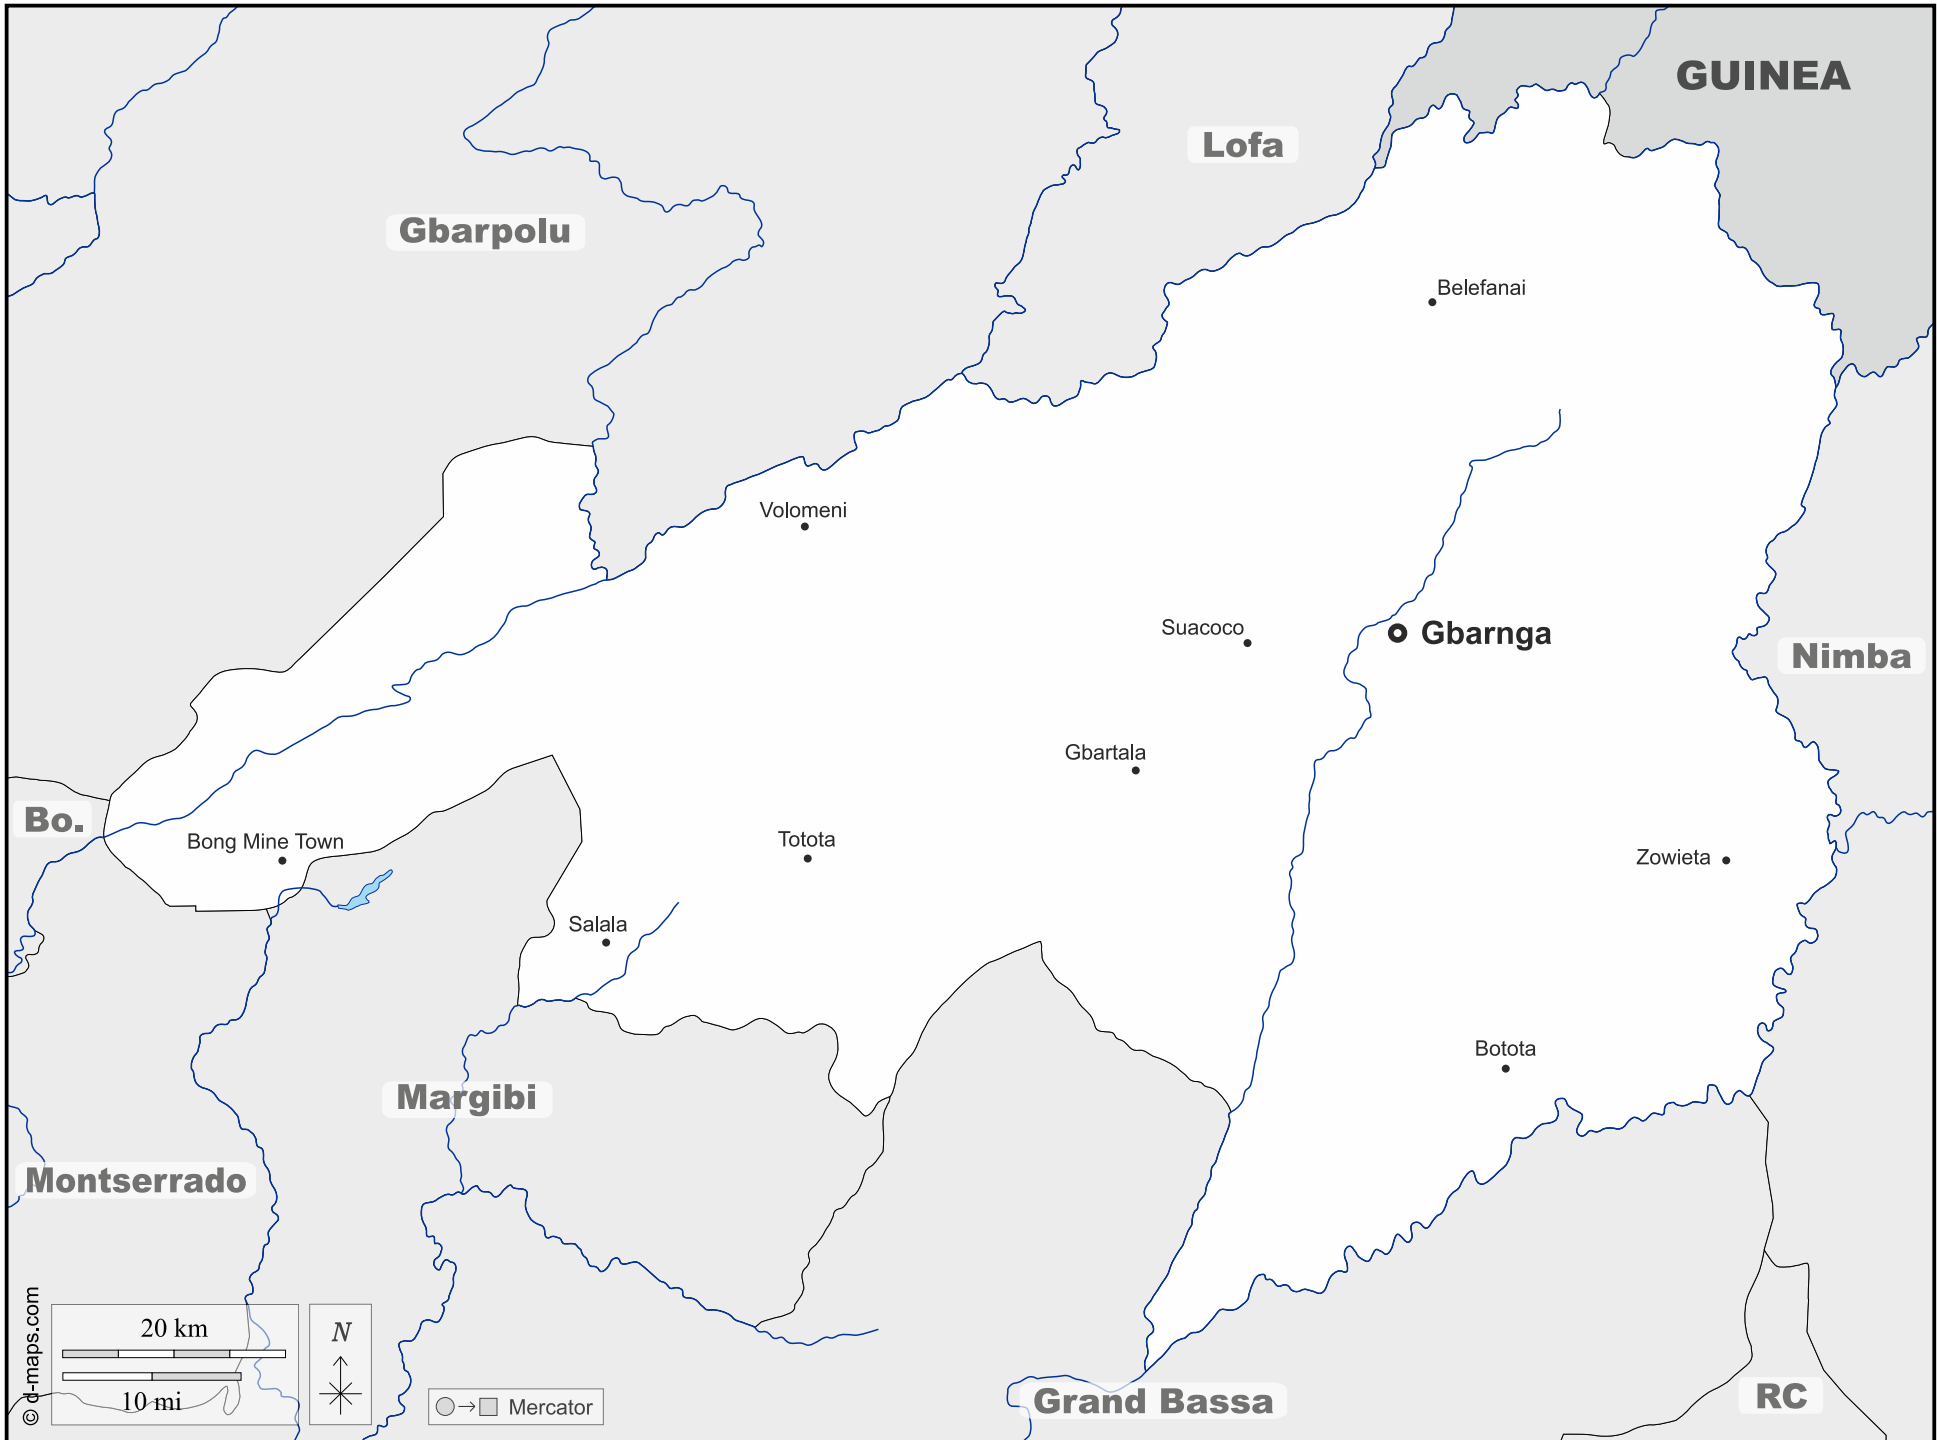 GUINEA
Lofa
Gbarpolu
Belefanai
Volomeni
Suacoco
Gbarnga
Nimba
Gbartala
Bo.
Bong Mine Town
Totota
Zowieta
Salala
Botota
Margibi
Montserrado
© d-maps.com
20 km
10 mi
N
Mercator
Grand Bassa
RC